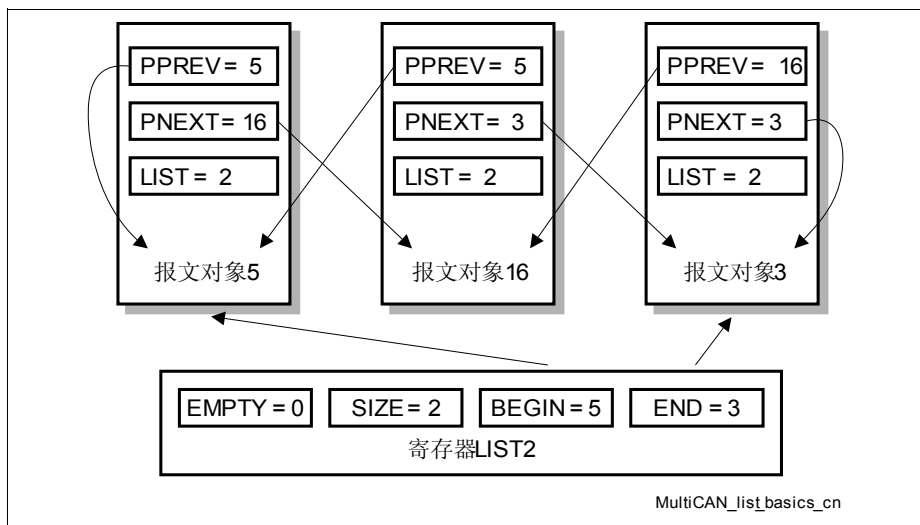 PPREV = 5
PPREV = 5
PPREV = 16
PNEXT = 16
PNEXT = 3
PNEXT = 3
LIST = 2
LIST = 2
LIST = 2
报文对象5
报文对象16
报文对象3
EMPTY = 0
SIZE = 2
BEGIN = 5
END = 3
寄存器LIST2
MultiCAN_list_basics_cn